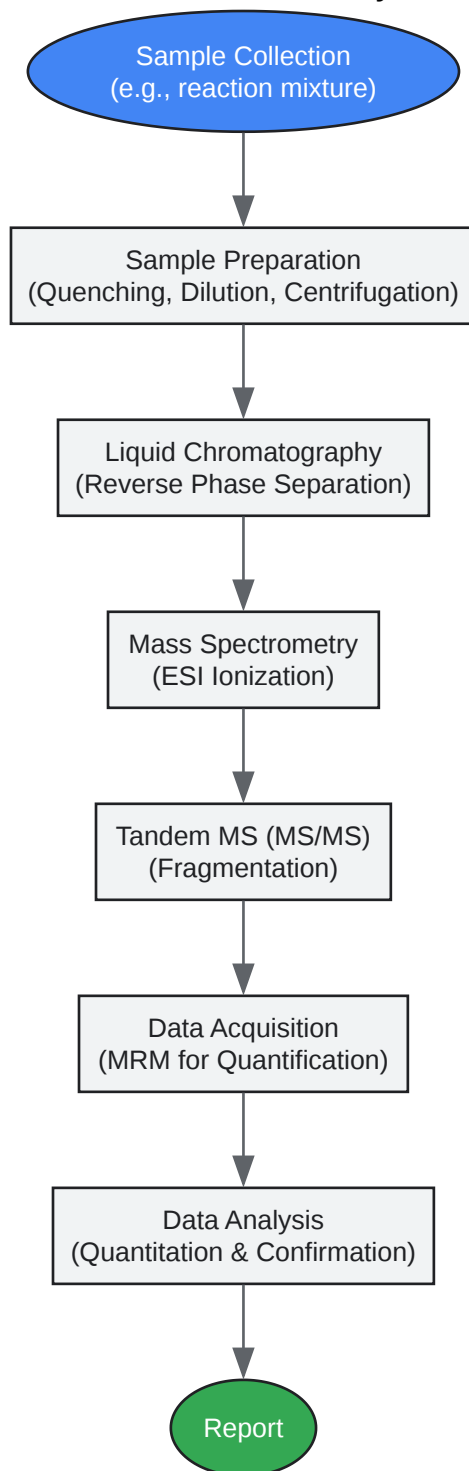 Sample Collection
(e.g., reaction mixture)
Sample Preparation
(Quenching, Dilution, Centrifugation)
Liquid Chromatography
(Reverse Phase Separation)
Mass Spectrometry
(ESI Ionization)
Tandem MS (MS/MS)
(Fragmentation)
Data Acquisition
(MRM for Quantification)
Data Analysis
(Quantitation & Confirmation)
Report